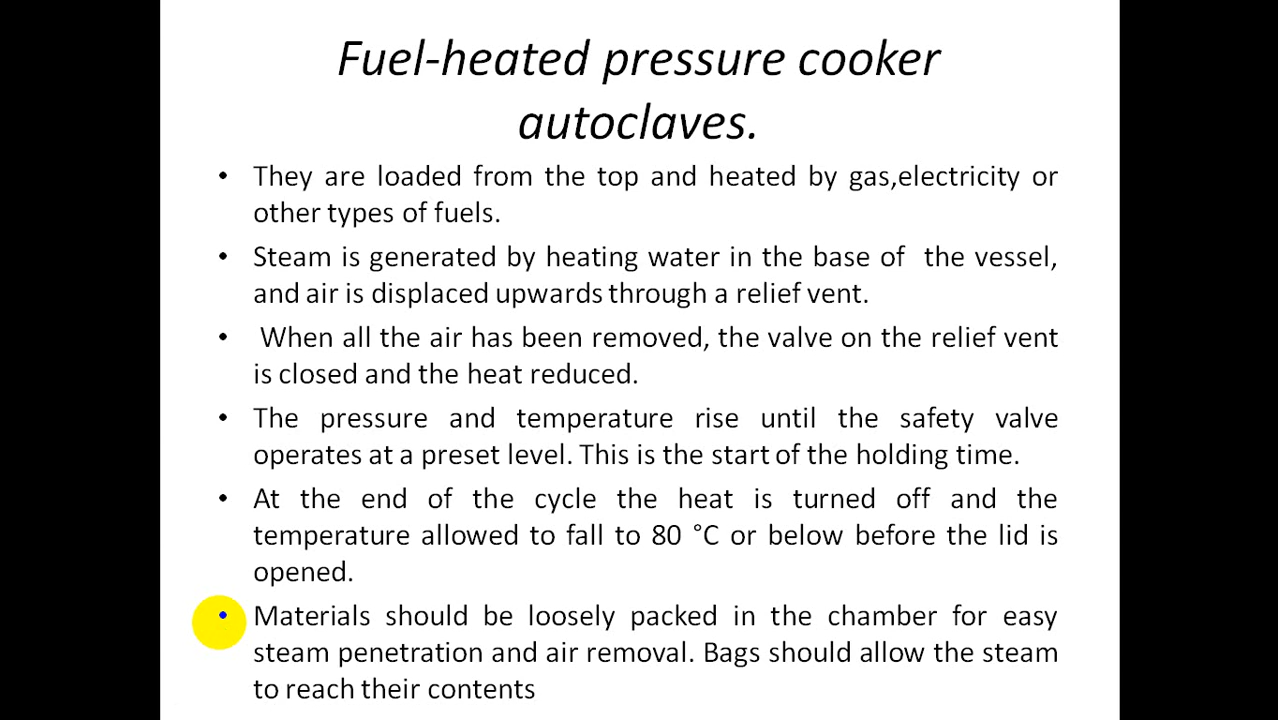 Fuel-heated pressure cooker
autoclaves.
• They are loaded from the top and heated by gas,electricity or
other types of fuels.
• Steam is generated by heating water in the base of  the vessel,
and air is displaced upwards through a relief vent.
•  When all the air has been removed, the valve on the relief vent
is closed and the heat reduced.
• The pressure and temperature rise until the safety valve
operates at a preset level. This is the start of the holding time.
• At the end of the cycle the heat is turned off and the
temperature allowed to fall to 80 °C or below before the lid is
opened.
• Materials should be loosely packed in the chamber for easy
steam penetration and air removal. Bags should allow the steam
to reach their contents